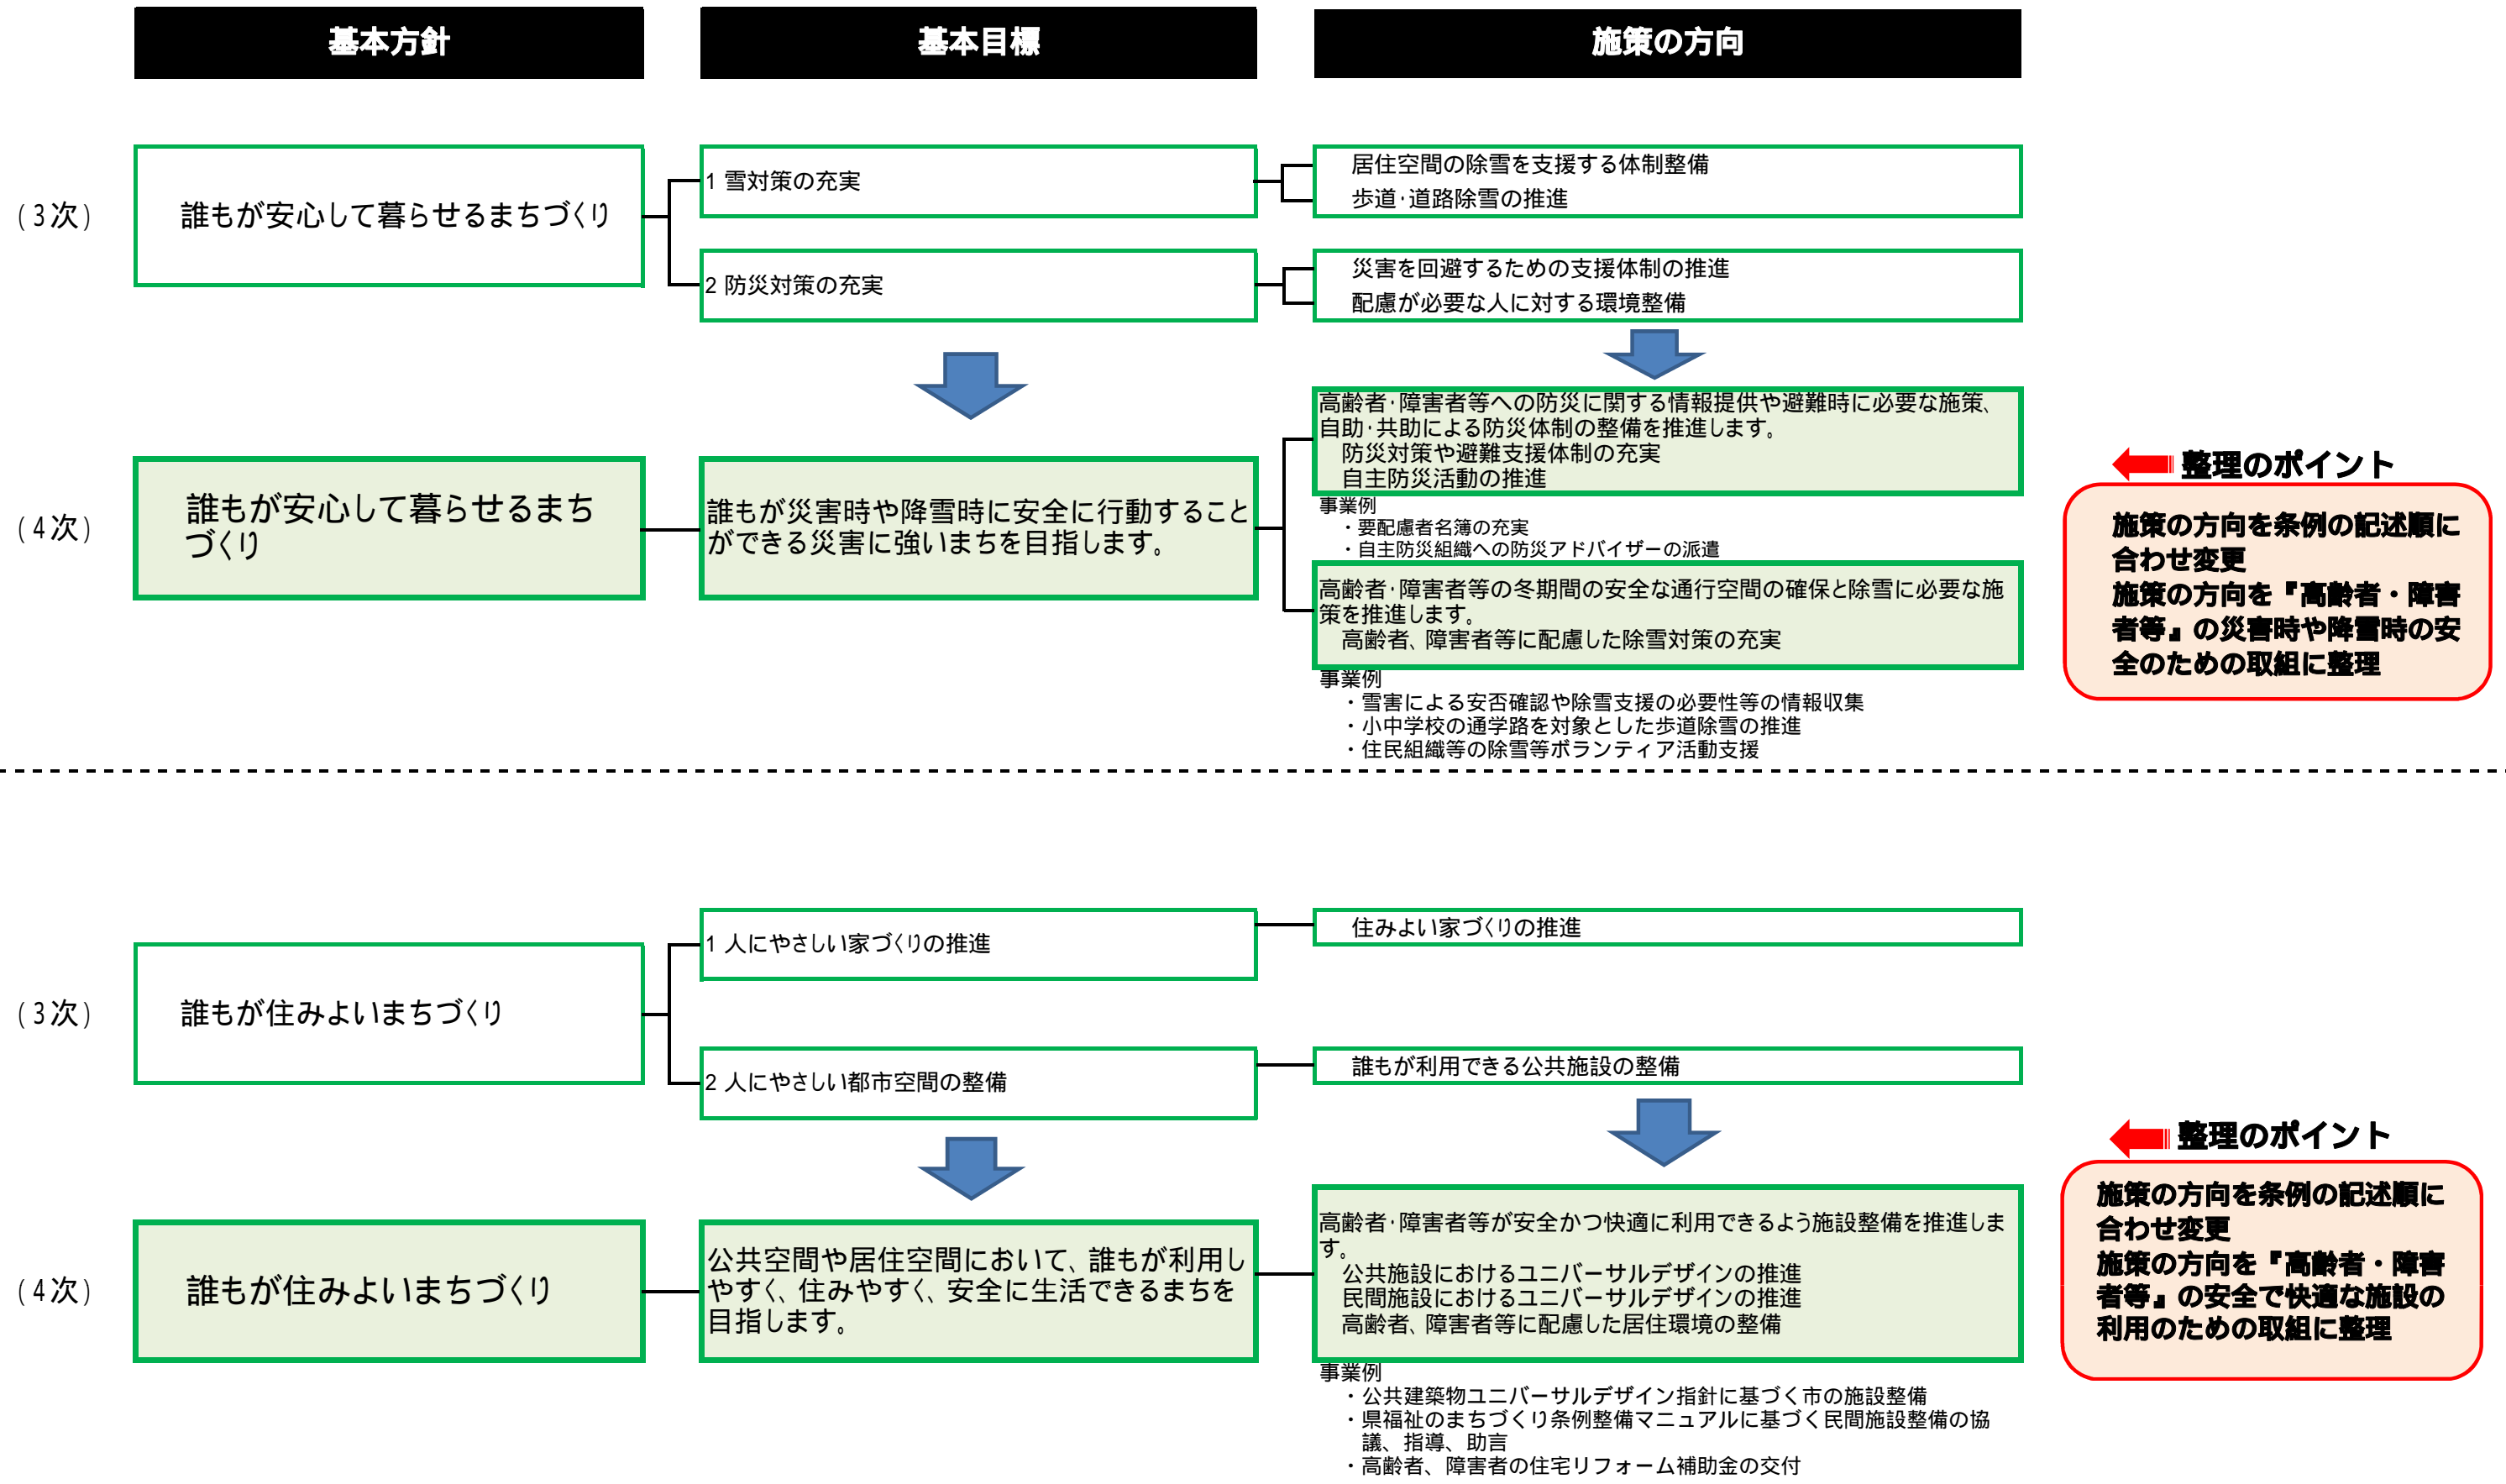 基本方針
基本目標
施策の方向
(3次)
誰もが安心して暮らせるまちづくり
1 雪対策の充実
居住空間の除雪を支援する体制整備
歩道・道路除雪の推進
2 防災対策の充実
災害を回避するための支援体制の推進
配慮が必要な人に対する環境整備
(4次)
誰もが安心して暮らせるまち
づくり
誰もが災害時や降雪時に安全に行動すること
ができる災害に強いまちを目指します。
高齢者・障害者等への防災に関する情報提供や避難時に必要な施策、
自助・共助による防災体制の整備を推進します。
防災対策や避難支援体制の充実
自主防災活動の推進
事業例
・要配慮者名簿の充実
・自主防災組織への防災アドバイザーの派遣
高齢者・障害者等の冬期間の安全な通行空間の確保と除雪に必要な施
策を推進します。
高齢者、障害者等に配慮した除雪対策の充実
事業例
・雪害による安否確認や除雪支援の必要性等の情報収集
・小中学校の通学路を対象とした歩道除雪の推進
・住民組織等の除雪等ボランティア活動支援
整理のポイント
施策の方向を条例の記述順に
合わせ変更
施策の方向を『高齢者・障害
者等』の災害時や降雪時の安
全のための取組に整理
(3次)
誰もが住みよいまちづくり
1 人にやさしい家づくりの推進
住みよい家づくりの推進
2 人にやさしい都市空間の整備
誰もが利用できる公共施設の整備
(4次)
誰もが住みよいまちづくり
公共空間や居住空間において、誰もが利用し
やすく、住みやすく、安全に生活できるまちを
目指します。
高齢者・障害者等が安全かつ快適に利用できるよう施設整備を推進しま
す。
公共施設におけるユニバーサルデザインの推進
民間施設におけるユニバーサルデザインの推進
高齢者、障害者等に配慮した居住環境の整備
事業例
・公共建築物ユニバーサルデザイン指針に基づく市の施設整備
・県福祉のまちづくり条例整備マニュアルに基づく民間施設整備の協
議、指導、助言
・高齢者、障害者の住宅リフォーム補助金の交付
整理のポイント
施策の方向を条例の記述順に
合わせ変更
施策の方向を『高齢者・障害
者等』の安全で快適な施設の
利用のための取組に整理